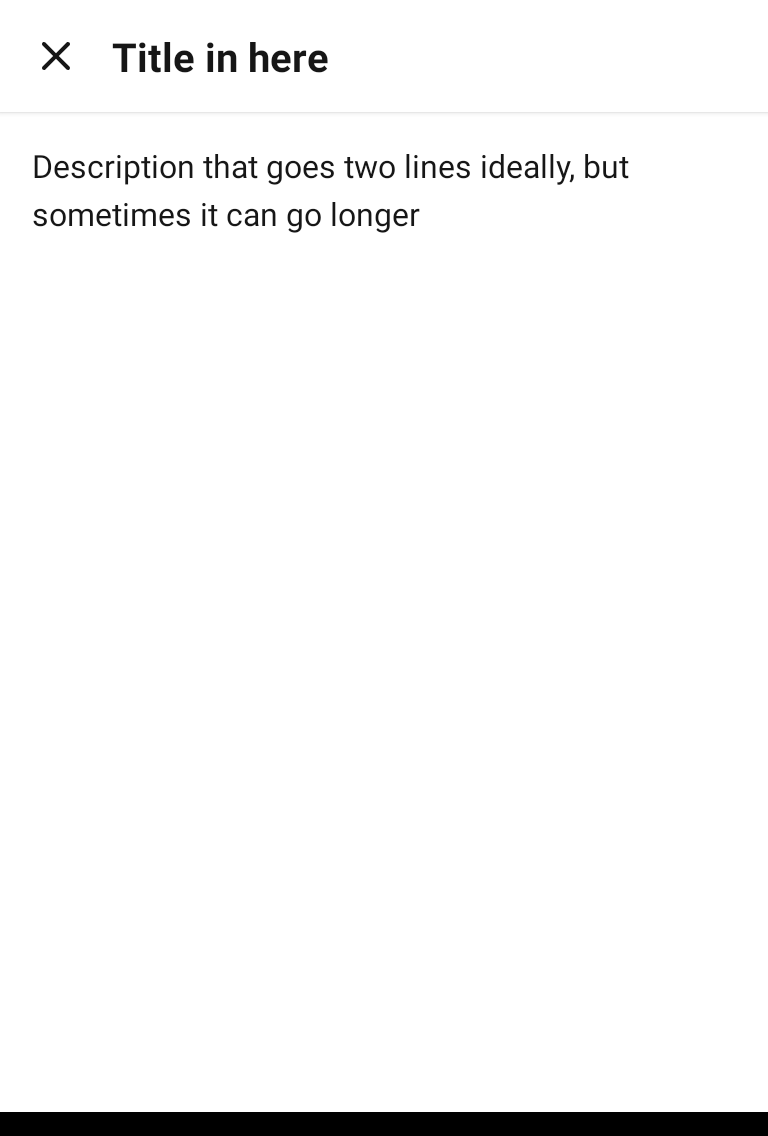 Title in here
Description that goes two lines ideally, but
sometimes it can go longer